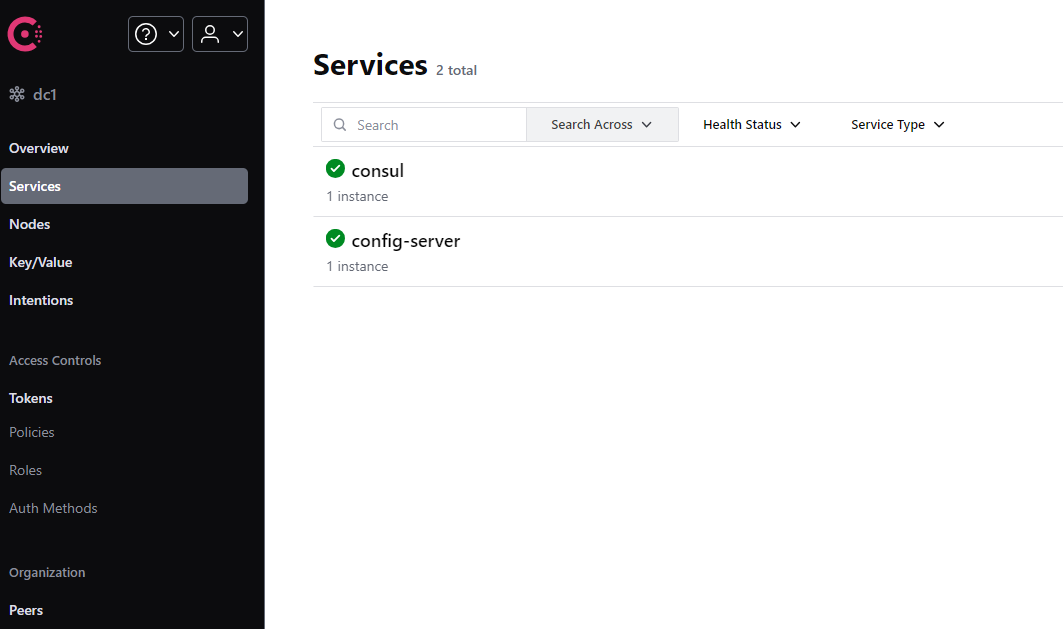 dc1
Overview
Services
Nodes
Key/Value
Intentions
Access Controls
Tokens
Policies
Roles
Auth Methods
Organization
Peers
Services 2 total
Search Search Across Health Status Service Type
consul
1 instance
config-server
1 instance